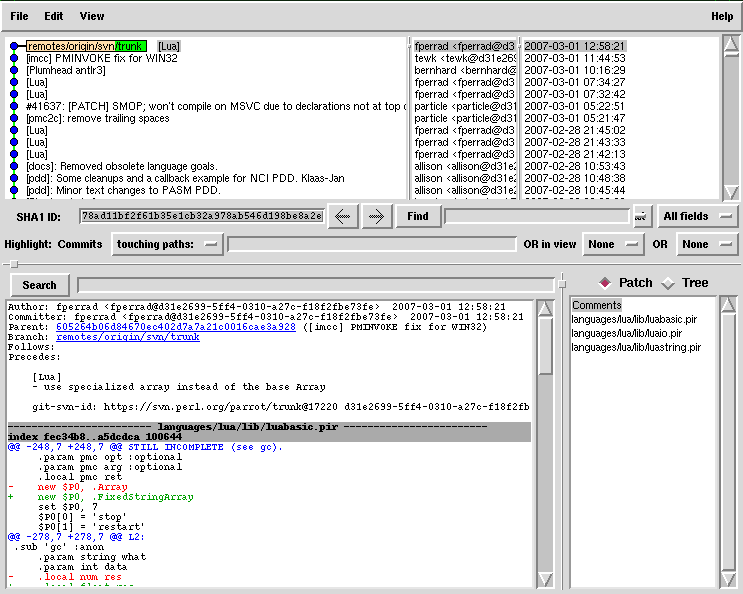 File Edit View Help
remotes/origin/svn/trunk [Lua] fperrad <fperrad@d3 2007-03-01 12:58:21
[imcc] PMINVOKE fix for WIN32 tewk <tewk@d31e269 2007-03-01 11:44:53
[Plumhead antlr3] bernhard <bernhard@ 2007-03-01 10:16:29
[Lua] fperrad <fperrad@d3 2007-03-01 07:34:27
[Lua] fperrad <fperrad@d3 2007-03-01 07:32:42
#41637: [PATCH] SMOP; won't compile on MSVC due to declarations not at top particle <particle@d31 2007-03-01 05:22:51
[pmc2c]: remove trailing spaces particle <particle@d31 2007-03-01 05:21:47
[Lua] fperrad <fperrad@d3 2007-02-28 21:45:02
[Lua] fperrad <fperrad@d3 2007-02-28 21:43:33
[Lua] fperrad <fperrad@d3 2007-02-28 21:42:13
[docs]: Removed obsolete language goals. allison <allison@d31e2 2007-02-28 10:53:43
[pdd]: Some cleanups and a callback example for NCI PDD. Klaas-Jan allison <allison@d31e2 2007-02-28 10:48:38
[pdd]: Minor text changes to PASM PDD. allison <allison@d31e2 2007-02-28 10:45:44
SHA1 ID: 78ad11bf2f61b35e1cb32a978ab546d198be8a2e Find All fields
Highlight: Commits touching paths: OR in view None OR None
Search Patch Tree
Author: fperrad <fperrad@d31e2699-5ff4-0310-a27c-f18f2fbe73fe> 2007-03-01 12:58:21
Committer: fperrad <fperrad@d31e2699-5ff4-0310-a27c-f18f2fbe73fe> 2007-03-01 12:58:21
Parent: 605264b06d84670ec402d7a7a21c0016cae3a928 ([imcc] PMINVOKE fix for WIN32)
Branch: remotes/origin/svn/trunk
Follows:
Precedes:
[Lua]
- use specialized array instead of the base Array
git-svn-id: https://svn.perl.org/parrot/trunk@17220 d31e2699-5ff4-0310-a27c-f18f2fb
------------------------ languages/lua/lib/luabasic.pir ------------------------
index fec34b8..a5dcdca 100644
@@ -248,7 +248,7 @@ STILL INCOMPLETE (see gc).
.param pmc opt :optional
.param pmc arg :optional
.local pmc ret
- new $P0, .Array
+ new $P0, .FixedStringArray
set $P0, 7
$P0[0] = 'stop'
$P0[1] = 'restart'
@@ -278,7 +278,7 @@ L2:
.sub 'gc' :anon
.param string what
.param int data
- .local num res
Comments
languages/lua/lib/luabasic.pir
languages/lua/lib/luaio.pir
languages/lua/lib/luastring.pir